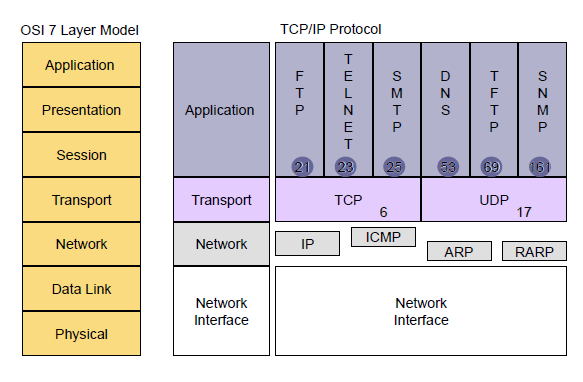 OSI 7 Layer Model
TCP/IP Protocol
Application
Presentation
Session
Transport
Network
Data Link
Physical
Application
Transport
Network
Network
Interface
FTP
TELNET
SMTP
DNS
TFTP
SNMP
21
23
25
53
69
161
TCP
6
UDP
17
IP
ICMP
ARP
RARP
Network
Interface